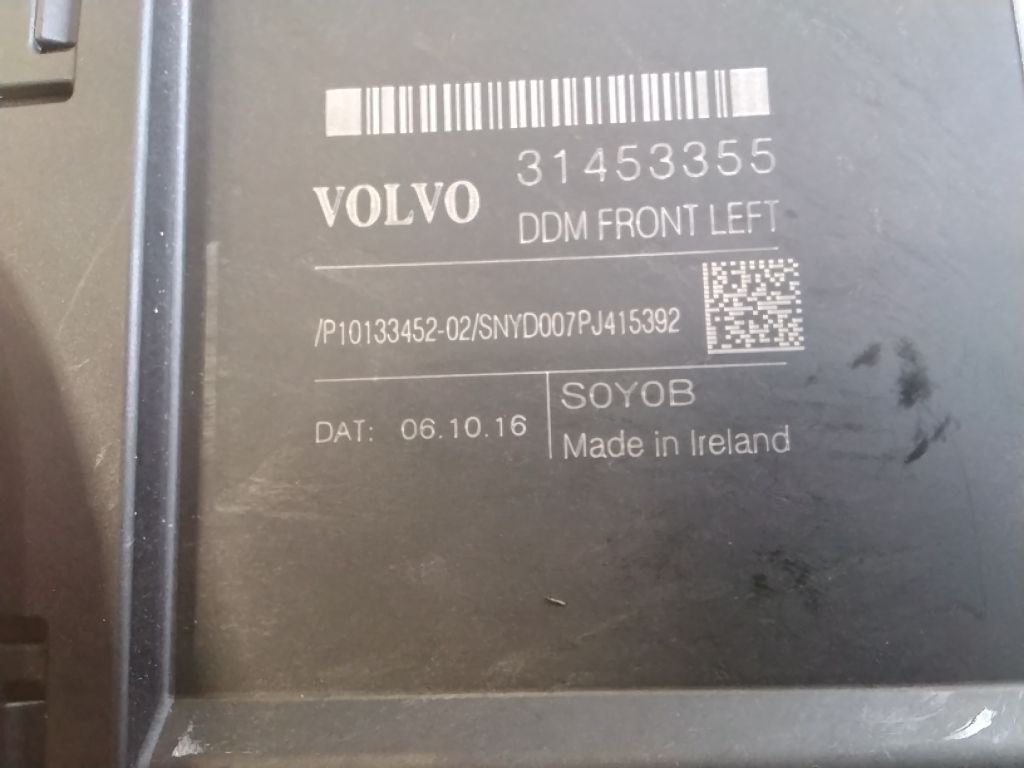 31453355
VOLVO
DDM FRONT LEFT
/P10133452-02/SNYD007PJ415392
DAT: 06.10.16
SOYOB
Made in Ireland